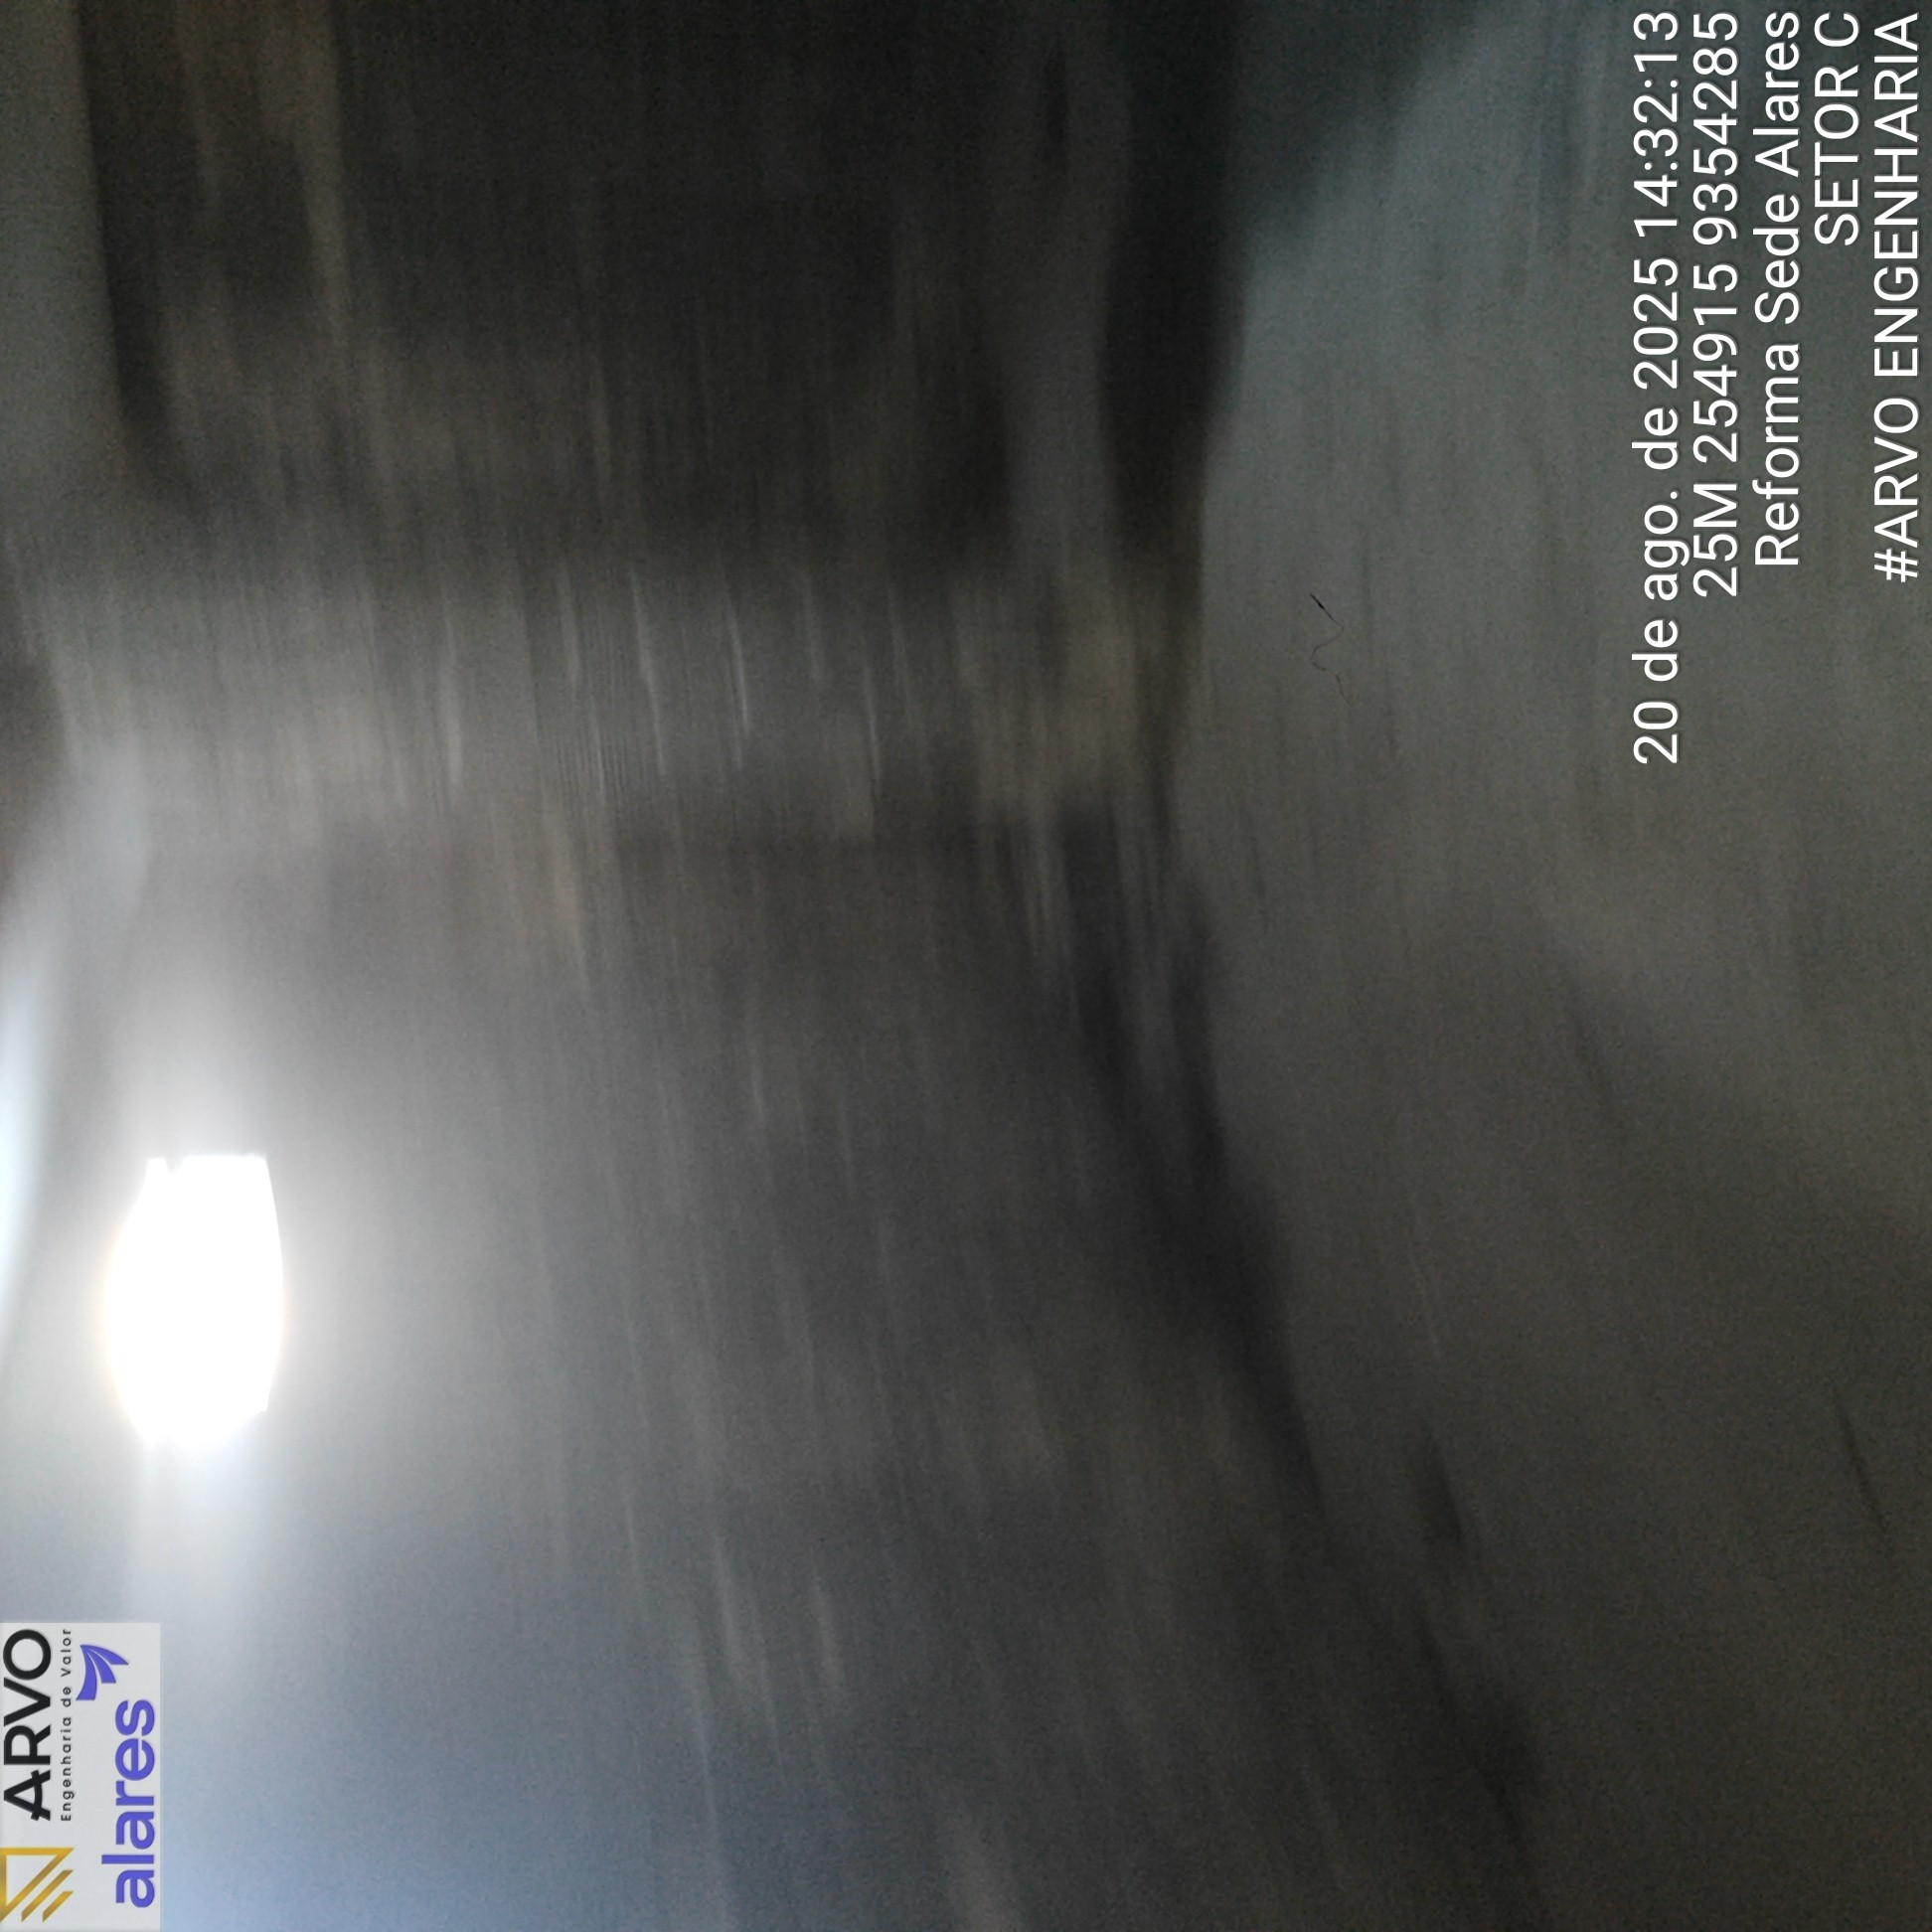 ARVO
Engenharia de Valor
alares
20 de ago. de 2025 14:32:13
25M 254915 9354285
Reforma Sede Alares
SETOR C
#ARVO ENGENHARIA